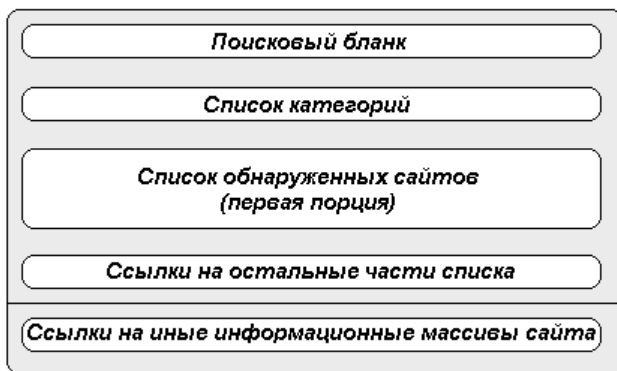 Поисковый бланк
Список категорий
Список обнаруженных сайтов
(первая порция)
Ссылки на остальные части списка
Ссылки на иные информационные массивы сайта